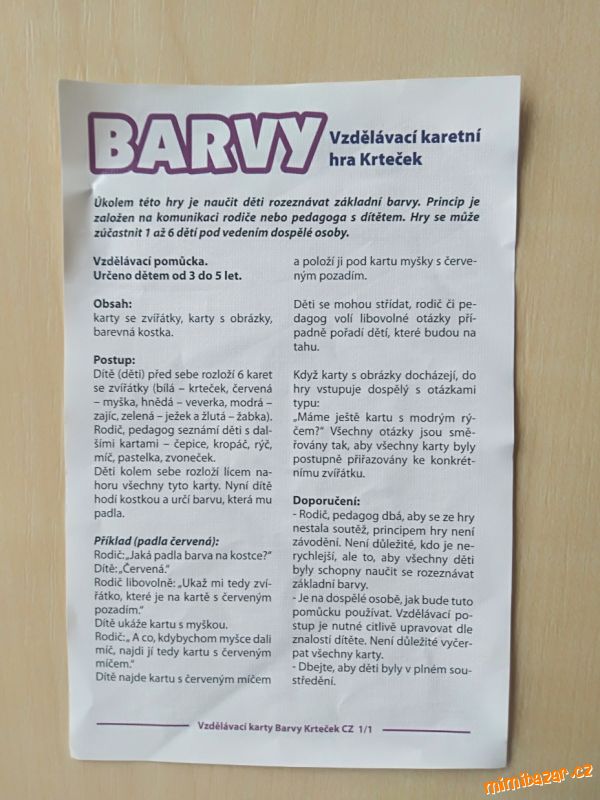 BARVY
Vzdělávací karetní
hra Krteček
Úkolem této hry je naučit děti rozeznávat základní barvy. Princip je
založen na komunikaci rodiče nebo pedagoga s dítětem. Hry se může
zúčastnit 1 až 6 dětí pod vedením dospělé osoby.
Vzdělávací pomůcka.
Určeno dětem od 3 do 5 let.
Obsah:
karty se zvířátky, karty s obrázky,
barevná kostka.
Postup:
Dítě (děti) před sebe rozloží 6 karet
se zvířátky (bílá – krteček, červená
– myška, hnědá – veverka, modrá –
zajíc, zelená – ježek a žlutá – žabka).
Rodič, pedagog seznámí děti s dal-
šími kartami – čepice, kropáč, rýč,
míč, pastelka, zvoneček.
Děti kolem sebe rozloží lícem na-
horu všechny tyto karty. Nyní dítě
hodí kostkou a určí barvu, která mu
padla.
Příklad (padla červená):
Rodič:„Jaká padla barva na kostce?“
Dítě:„Červená.“
Rodič libovolně: „Ukaž mi tedy zví-
řátko, které je na kartě s červeným
pozadím.“
Dítě ukáže kartu s myškou.
Rodič:„ A co, kdybychom myšce dali
míč, najdi jí tedy kartu s červeným
míčem.“
Dítě najde kartu s červeným míčem
a položí ji pod kartu myšky s červe-
ným pozadím.
Děti se mohou střídat, rodič či pe-
dagog volí libovolné otázky pří-
padně pořadí dětí, které budou na
tahu.
Když karty s obrázky docházejí, do
hry vstupuje dospělý s otázkami
typu:
„Máme ještě kartu s modrým rý-
čem?“ Všechny otázky jsou smě-
řovány tak, aby všechny karty byly
postupně přiřazovány ke konkrét-
nímu zvířátku.
Doporučení:
- Rodič, pedagog dbá, aby se ze hry
nestala soutěž, principem hry není
závodění. Není důležité, kdo je ne-
rychlejší, ale to, aby všechny děti
byly schopny naučit se rozeznávat
základní barvy.
- Je na dospělé osobě, jak bude tuto
pomůcku používat. Vzdělávací po-
stup je nutné citlivě upravovat dle
znalostí dítěte. Není důležité vyčer-
pat všechny karty.
- Dbejte, aby děti byly v plném sou-
středění.
Vzdělávací karty Barvy Krteček CZ 1/1
mimibazar.cz